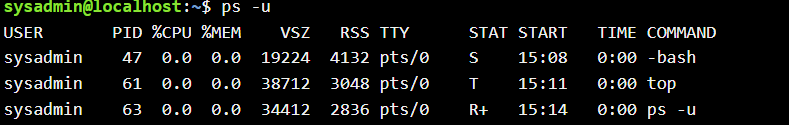 sysadmin@localhost:~$ ps -u
USER       PID %CPU %MEM    VSZ   RSS TTY      STAT START   TIME COMMAND
sysadmin    47  0.0  0.0  19224  4132 pts/0    S    15:08   0:00 -bash
sysadmin    61  0.0  0.0  38712  3048 pts/0    T    15:11   0:00 top
sysadmin    63  0.0  0.0  34412  2836 pts/0    R+   15:14   0:00 ps -u